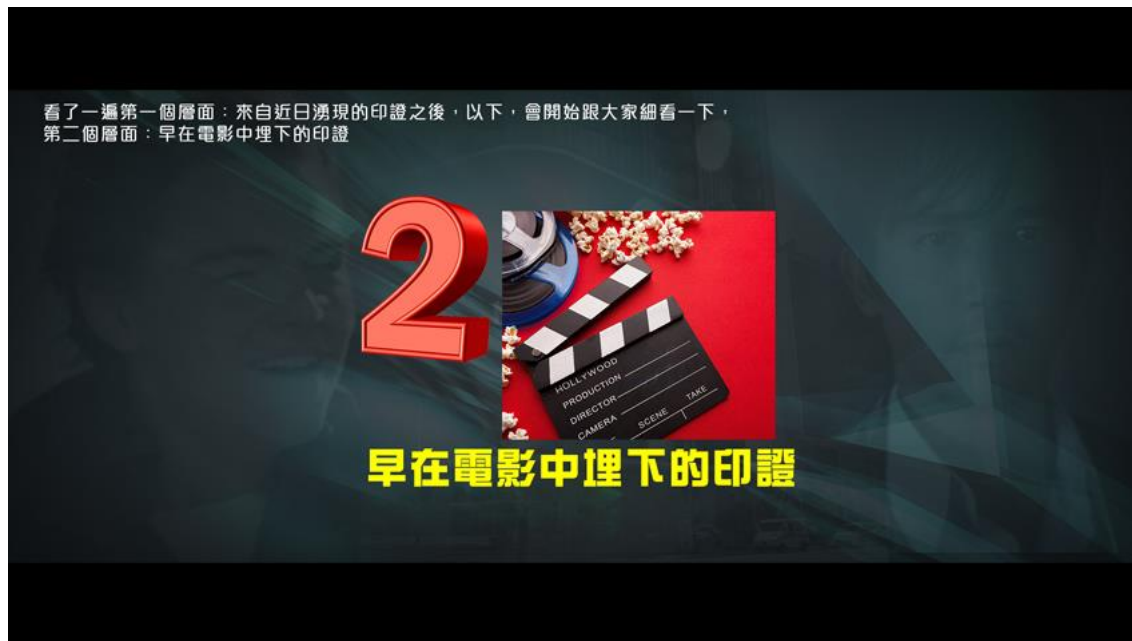 看了一遍第一個層面：來自近日湧現的印證之後，以下，會開始跟大家細看一下，
第二個層面：早在電影中埋下的印證
2
HOLLYWOOD
PRODUCTION
DIRECTOR
CAMERA
SCENE
TAKE
早在電影中埋下的印證